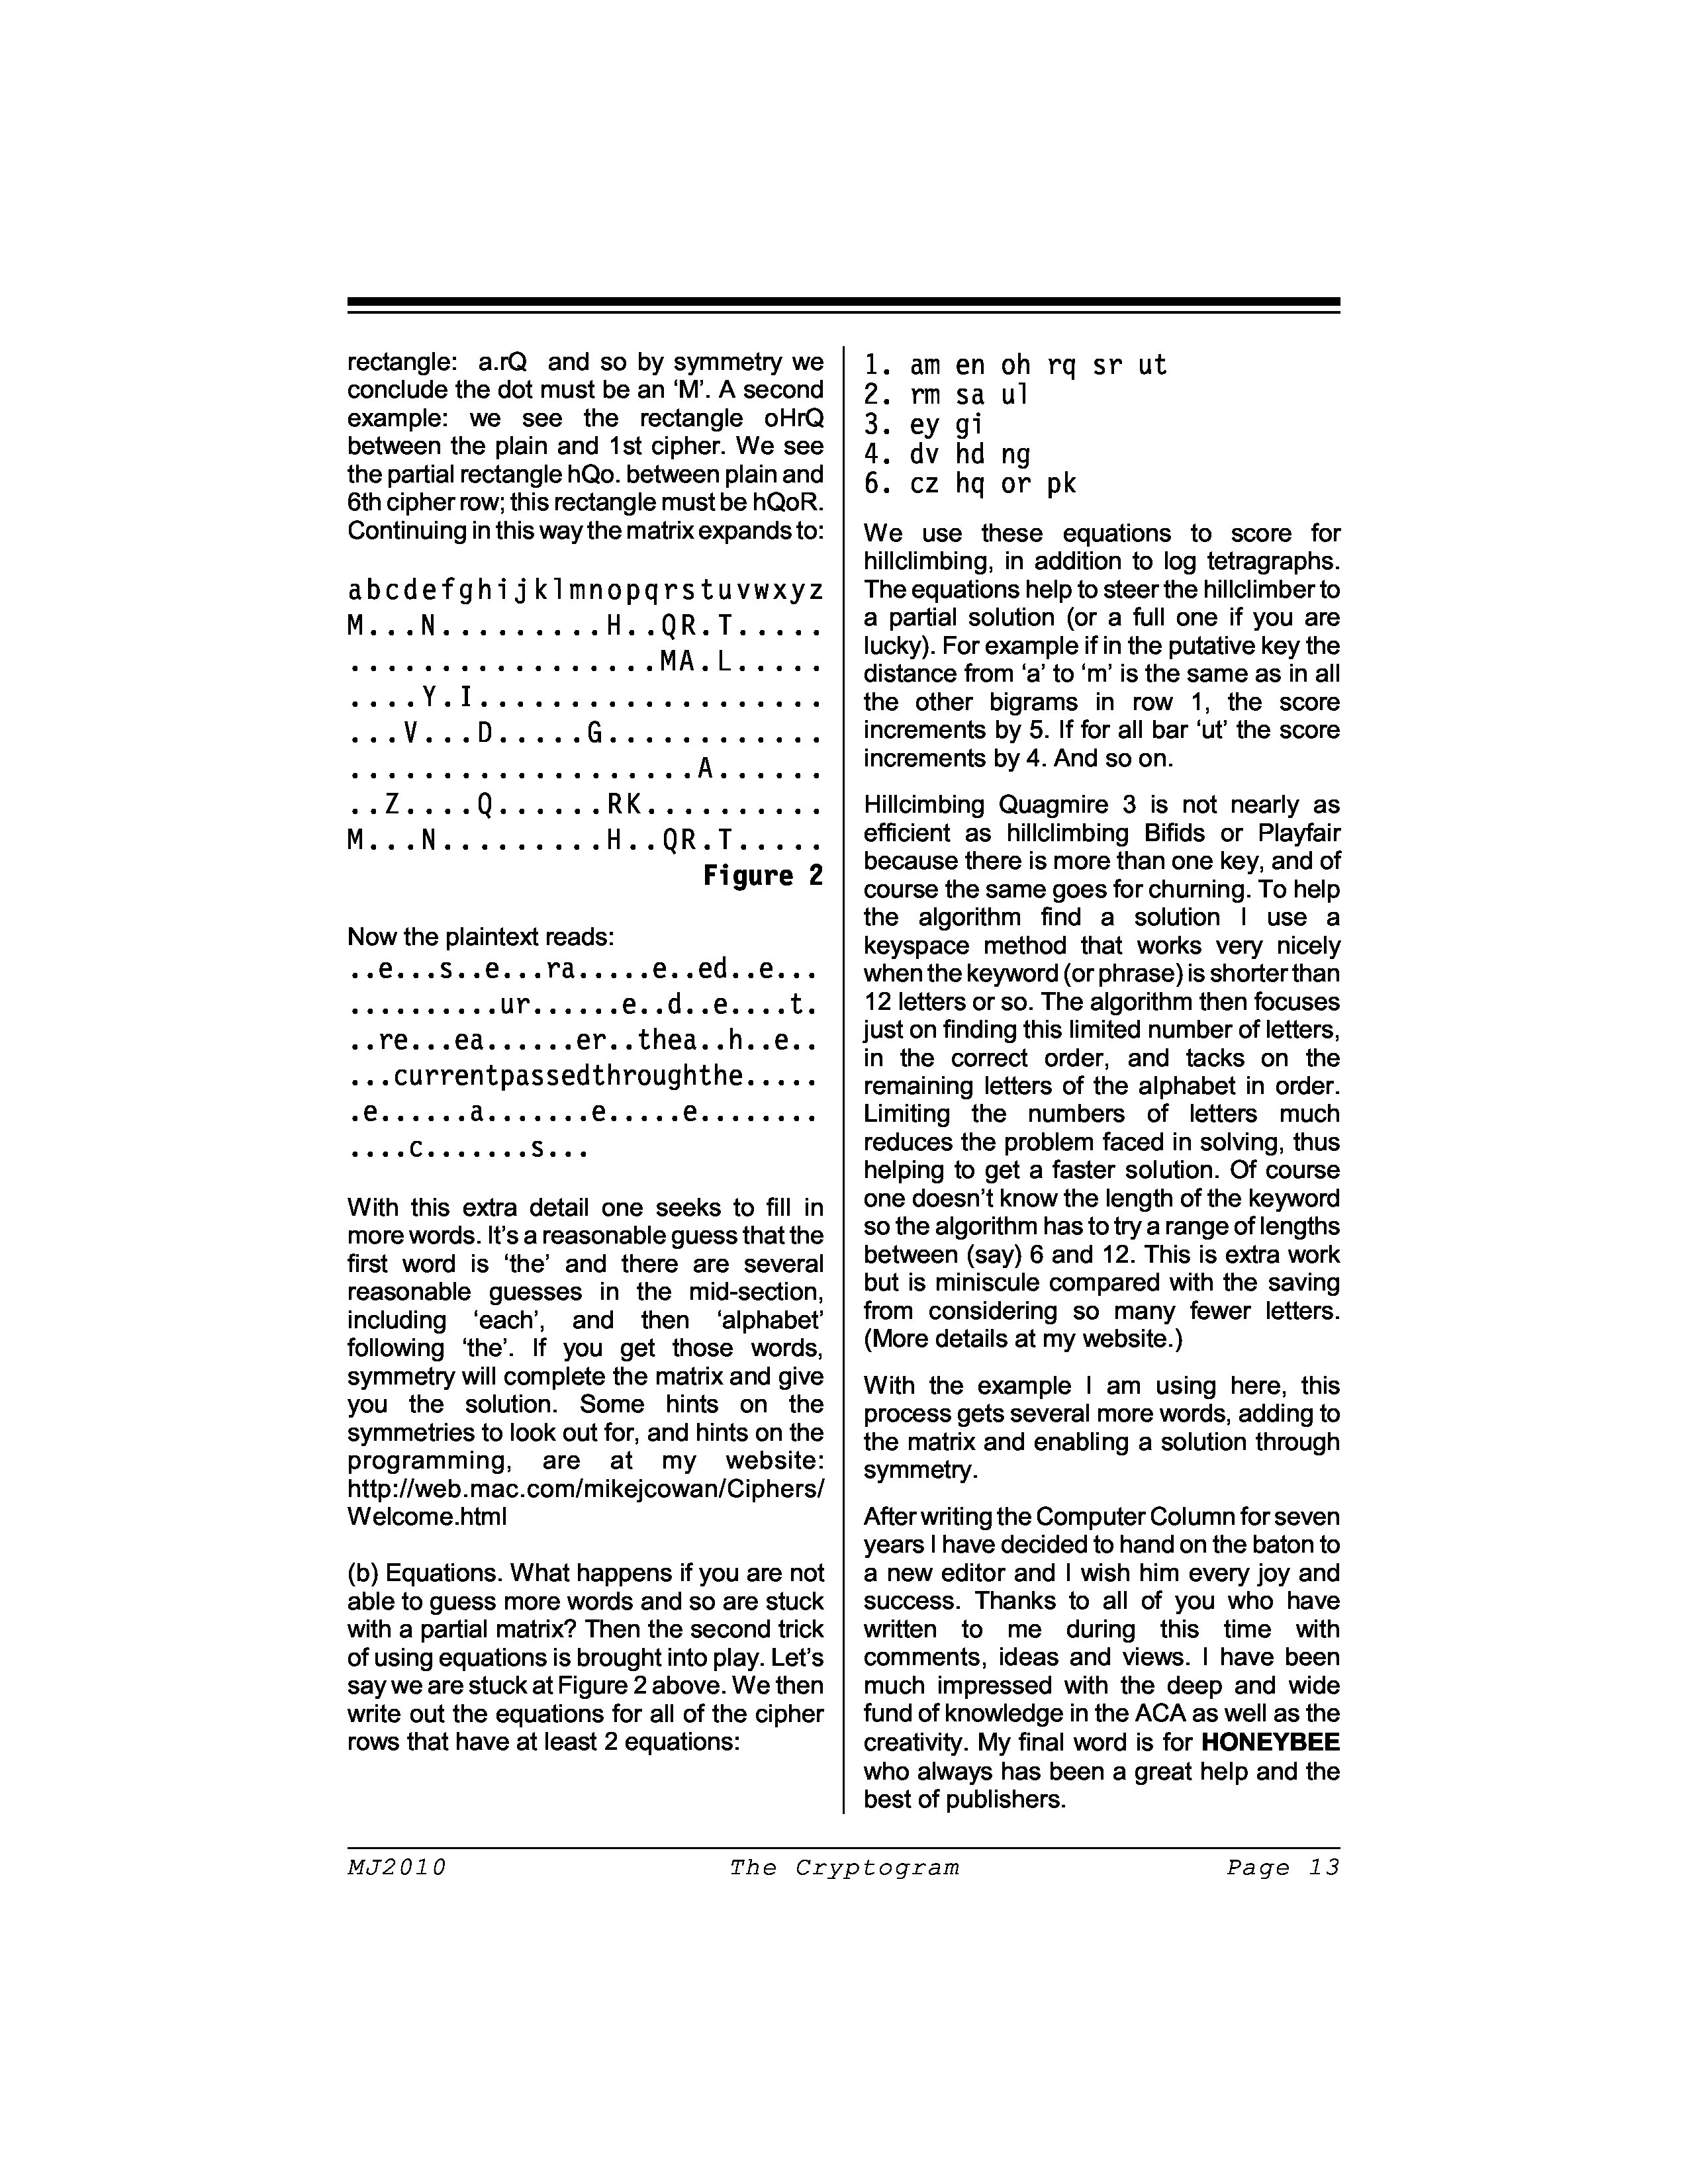 rectangle: a.rQ and so by symmetry we
conclude the dot must be an ‘M’. A second
example: we see the rectangle oHrQ
between the plain and 1st cipher. We see
the partial rectangle hQo. between plain and
6th cipher row; this rectangle must be hQoR.
Continuing in this way the matrix expands to:
abcdefghijklmnopqrstuvwxyz
M...N.........H..QR.T.....
.................MA.L.....
....Y.I...................
...V...D.....G............
...................A......
..Z....Q......RK..........
M...N.........H..QR.T.....
Figure 2
Now the plaintext reads:
..e...s..e...ra.....e..ed..e...
..........ur......e..d..e....t.
..re...ea......er..thea..h..e..
...currentpassedthroughthe.....
.e......a.......e.....e........
....c.......s...
With this extra detail one seeks to fill in
more words. It’s a reasonable guess that the
first word is ‘the’ and there are several
reasonable guesses in the mid-section,
including ‘each’, and then ‘alphabet’
following ‘the’. If you get those words,
symmetry will complete the matrix and give
you the solution. Some hints on the
symmetries to look out for, and hints on the
programming, are at my website:
http://web.mac.com/mikejcowan/Ciphers/
Welcome.html
(b) Equations. What happens if you are not
able to guess more words and so are stuck
with a partial matrix? Then the second trick
of using equations is brought into play. Let’s
say we are stuck at Figure 2 above. We then
write out the equations for all of the cipher
rows that have at least 2 equations:
1. am en oh rq sr ut
2. rm sa ul
3. ey gi
4. dv hd ng
6. cz hq or pk
We use these equations to score for
hillclimbing, in addition to log tetragraphs.
The equations help to steer the hillclimber to
a partial solution (or a full one if you are
lucky). For example if in the putative key the
distance from ‘a’ to ‘m’ is the same as in all
the other bigrams in row 1, the score
increments by 5. If for all bar ‘ut’ the score
increments by 4. And so on.
Hillcimbing Quagmire 3 is not nearly as
efficient as hillclimbing Bifids or Playfair
because there is more than one key, and of
course the same goes for churning. To help
the algorithm find a solution I use a
keyspace method that works very nicely
when the keyword (or phrase) is shorter than
12 letters or so. The algorithm then focuses
just on finding this limited number of letters,
in the correct order, and tacks on the
remaining letters of the alphabet in order.
Limiting the numbers of letters much
reduces the problem faced in solving, thus
helping to get a faster solution. Of course
one doesn’t know the length of the keyword
so the algorithm has to try a range of lengths
between (say) 6 and 12. This is extra work
but is miniscule compared with the saving
from considering so many fewer letters.
(More details at my website.)
With the example I am using here, this
process gets several more words, adding to
the matrix and enabling a solution through
symmetry.
After writing the Computer Column for seven
years I have decided to hand on the baton to
a new editor and I wish him every joy and
success. Thanks to all of you who have
written to me during this time with
comments, ideas and views. I have been
much impressed with the deep and wide
fund of knowledge in the ACA as well as the
creativity. My final word is for HONEYBEE
who always has been a great help and the
best of publishers.
MJ2010 The Cryptogram Page 13